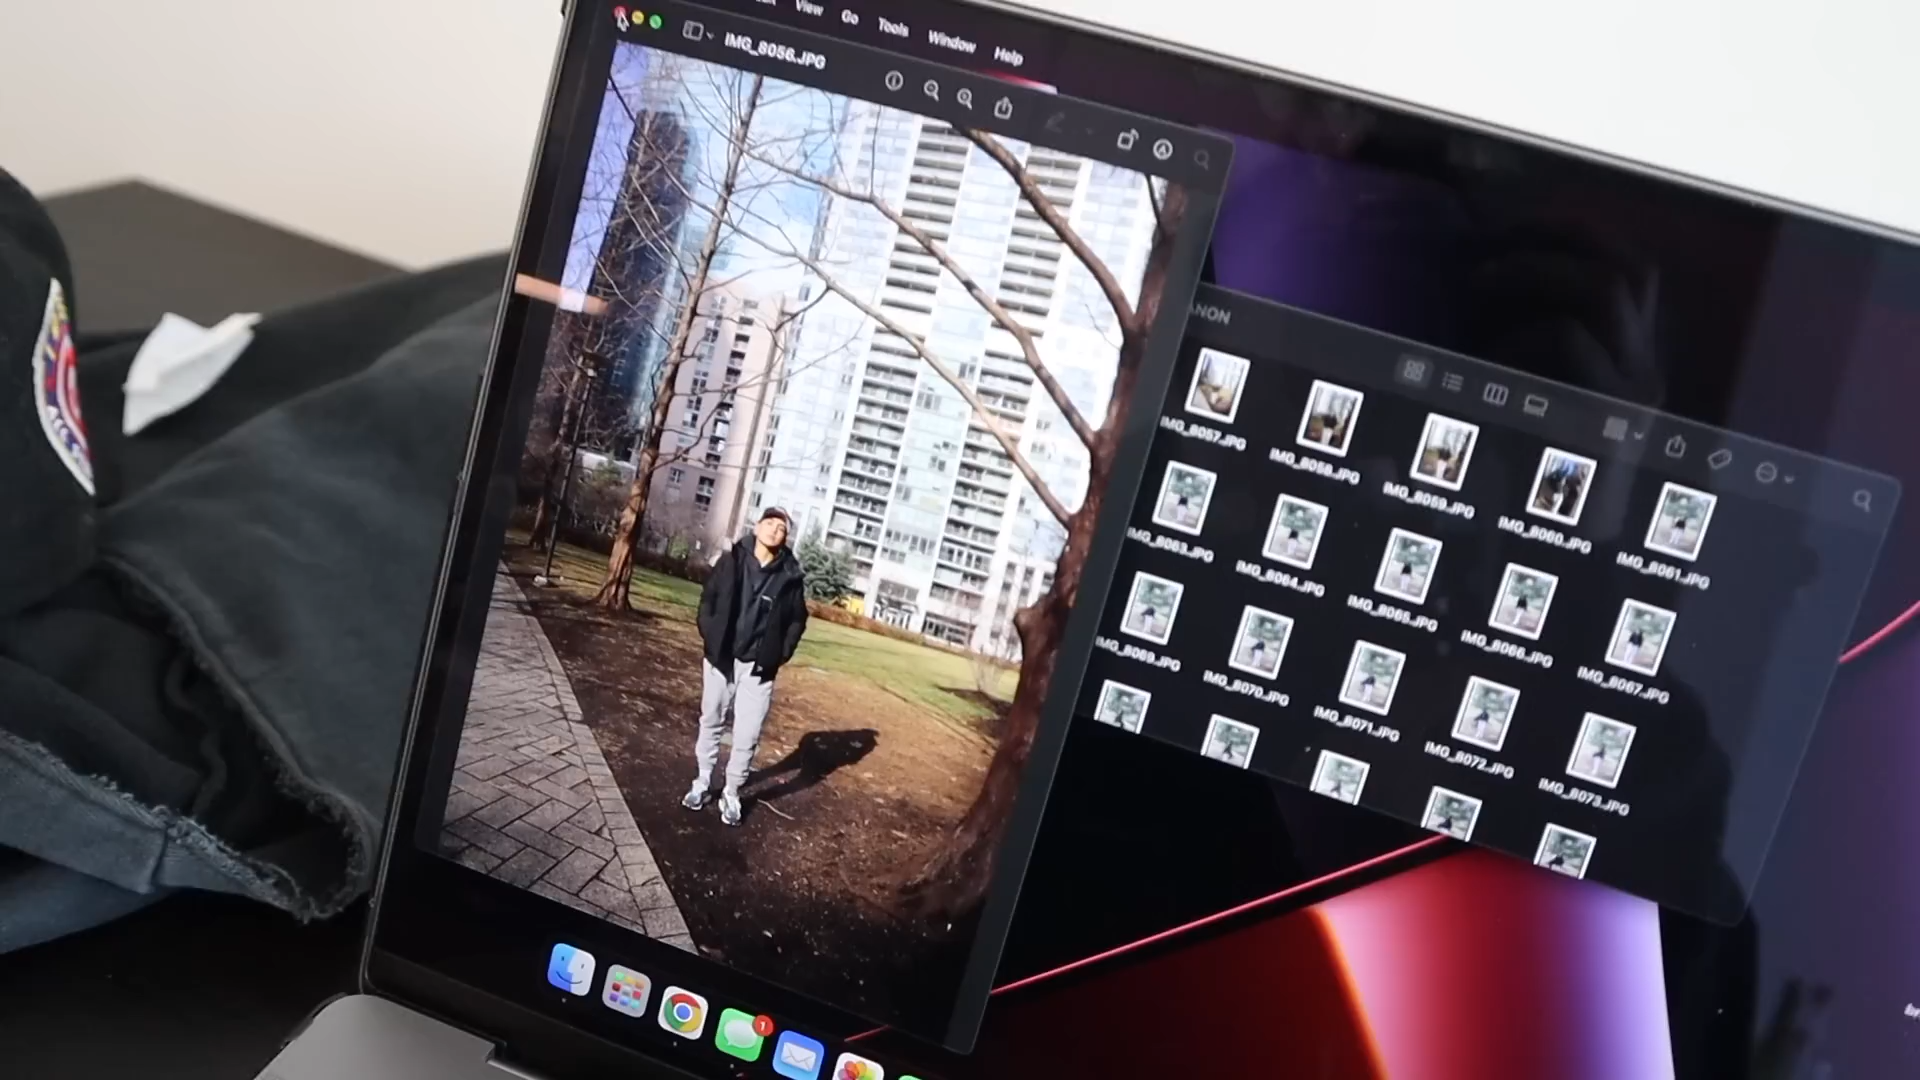 View Go Tools Window Help
IMG_8056.JPG
ANON
IMG_8057.JPG IMG_8058.JPG IMG_8059.JPG IMG_8060.JPG IMG_8061.JPG
IMG_8063.JPG IMG_8064.JPG IMG_8065.JPG IMG_8066.JPG IMG_8067.JPG
IMG_8069.JPG IMG_8070.JPG IMG_8071.JPG IMG_8072.JPG IMG_8073.JPG
1